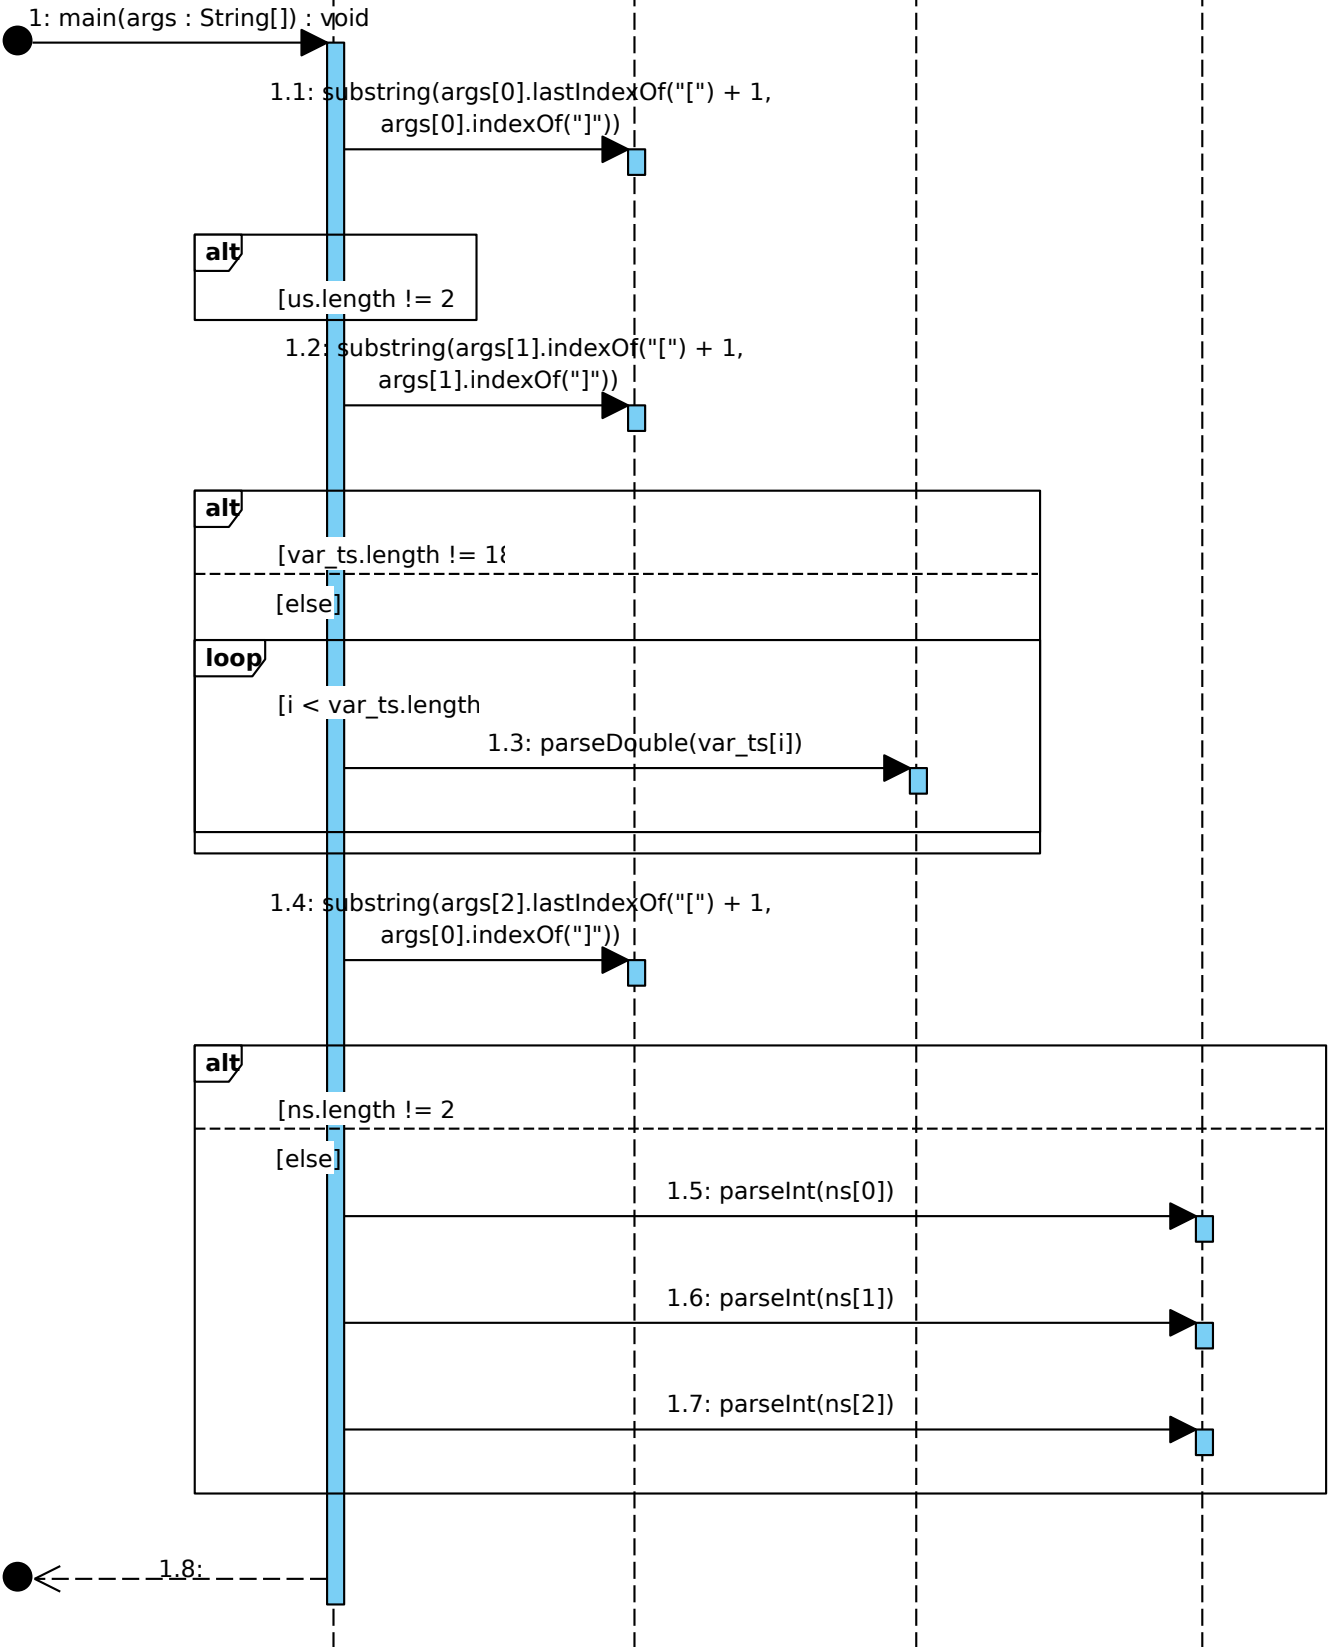 1: main(args : String[]) : void
1.1: substring(args[0].lastIndexOf("[") + 1,
args[0].indexOf("]"))
alt
[us.length != 2
1.2: substring(args[1].indexOf("[") + 1,
args[1].indexOf("]"))
alt
[var_ts.length != 18
[else]
loop
[i < var_ts.length
1.3: parseDouble(var_ts[i])
1.4: substring(args[2].lastIndexOf("[") + 1,
args[0].indexOf("]"))
alt
[ns.length != 2
[else]
1.5: parseInt(ns[0])
1.6: parseInt(ns[1])
1.7: parseInt(ns[2])
1.8: